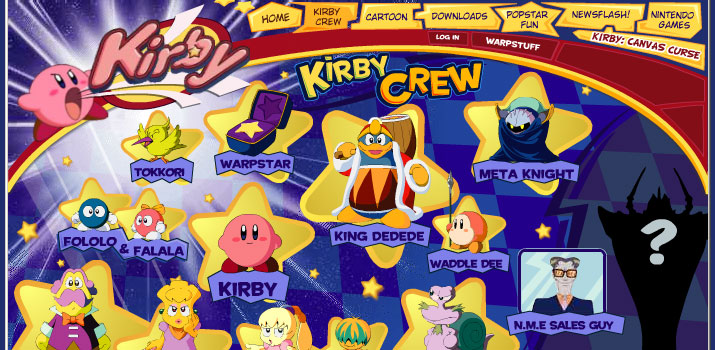 Kirby
HOME
KIRBY
CREW
CARTOON
DOWNLOADS
POPSTAR
FUN
NEWSFLASH!
NINTENDO
GAMES
LOG IN
WARPSTUFF
KIRBY: CANVAS CURSE
KIRBY CREW
TOKKORI
WARPSTAR
KING DEDEDE
META KNIGHT
FOLOLO & FALALA
KIRBY
WADDLE DEE
?
N.M.E SALES GUY